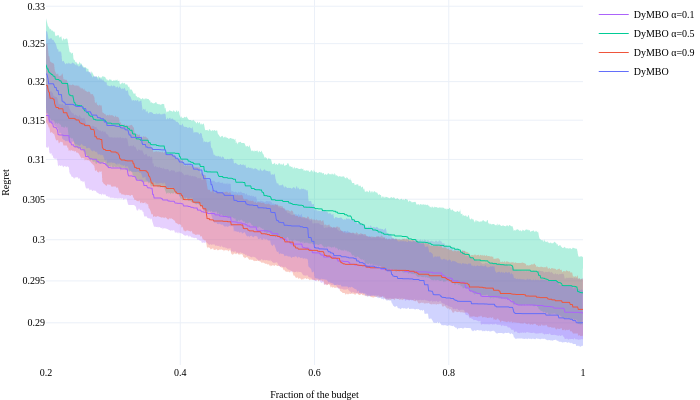 0.33
0.325
0.32
0.315
0.31
0.305
0.3
0.295
0.29
Regret
0.2 0.4 0.6 0.8 1
Fraction of the budget
DyMBO α=0.1
DyMBO α=0.5
DyMBO α=0.9
DyMBO